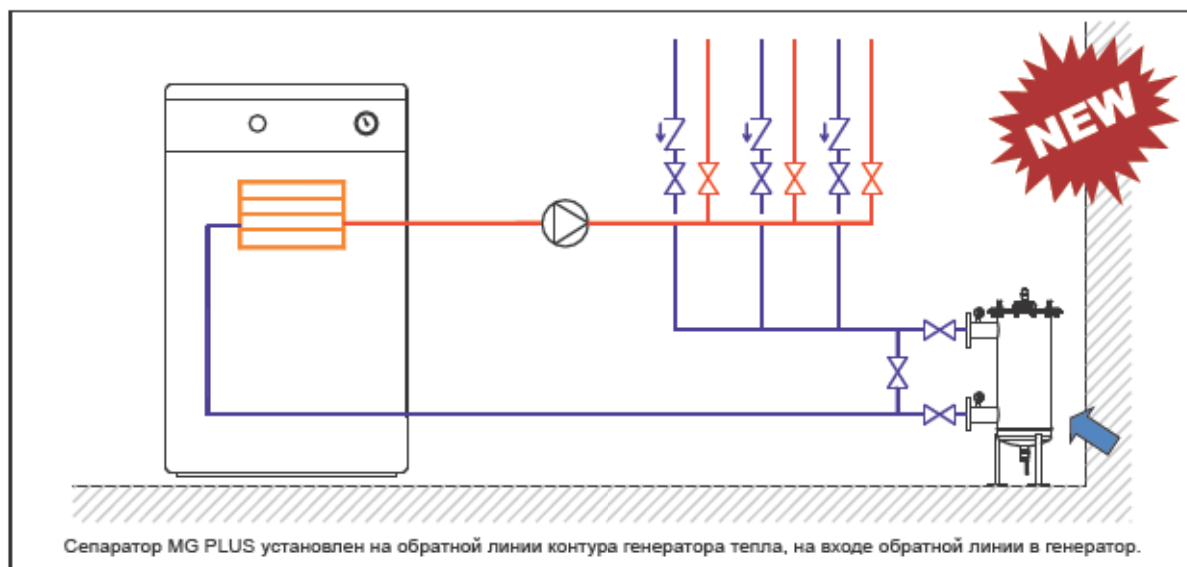 NEW
Сепаратор MG PLUS установлен на обратной линии контура генератора тепла, на входе обратной линии в генератор.